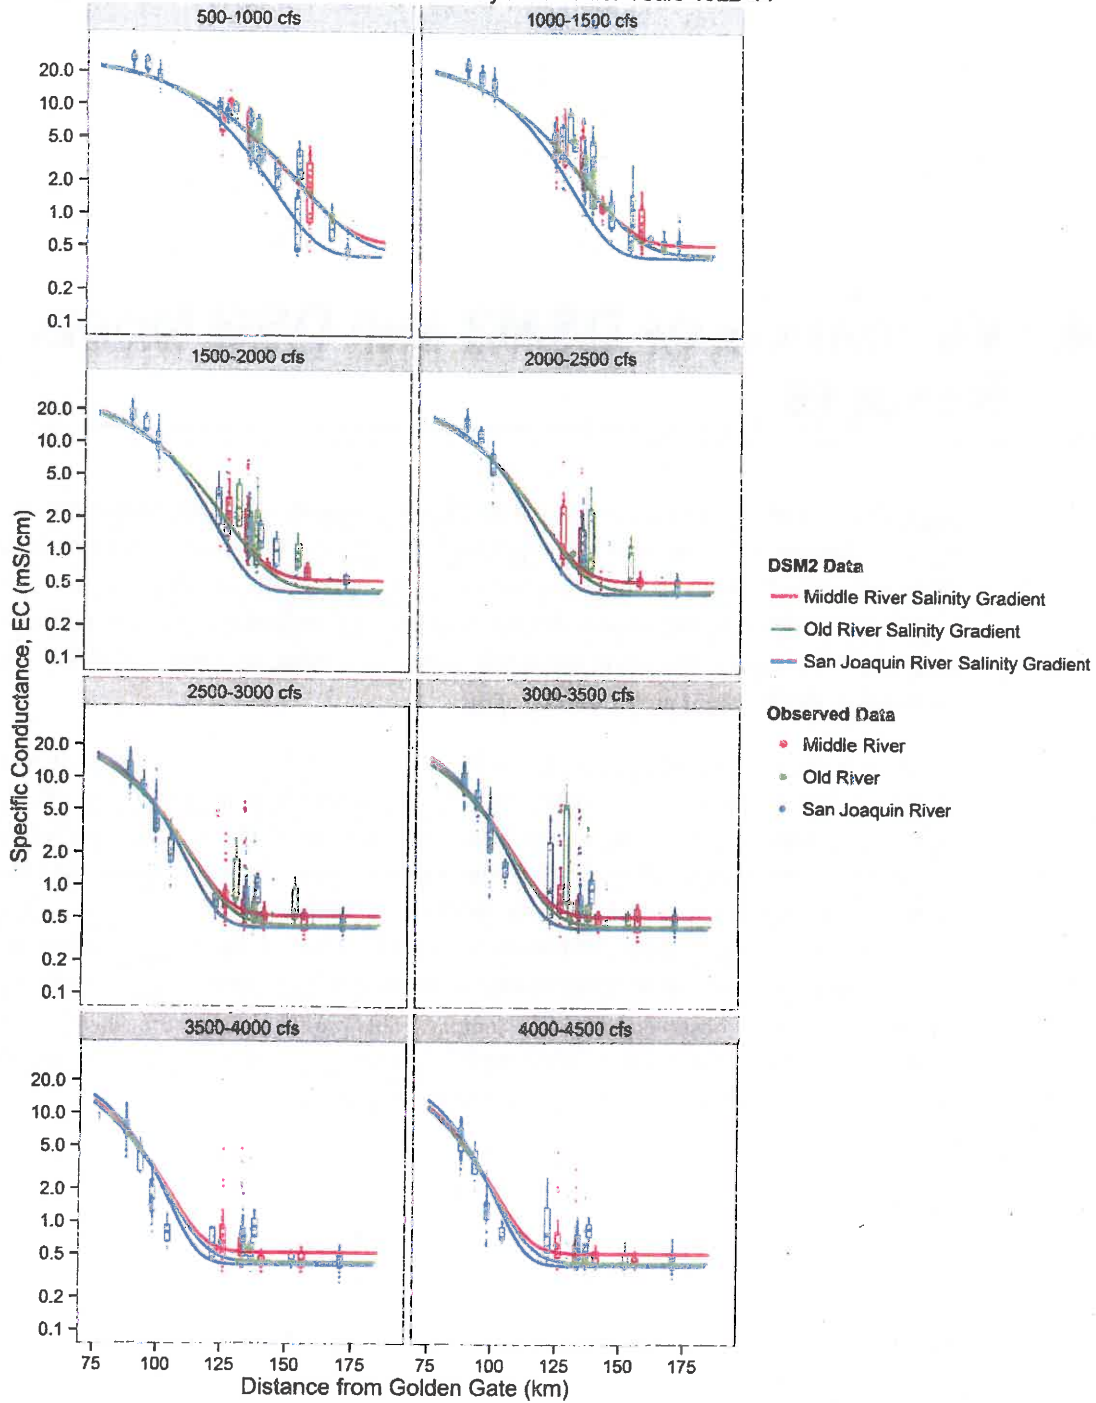 500-1000 cfs
1000-1500 cfs
20.0
10.0
5.0
2.0
1.0
0.5
0.2
0.1
1500-2000 cfs
2000-2500 cfs
20.0
10.0
5.0
2.0
1.0
0.5
0.2
0.1
2500-3000 cfs
3000-3500 cfs
20.0
10.0
5.0
2.0
1.0
0.5
0.2
0.1
3500-4000 cfs
4000-4500 cfs
20.0
10.0
5.0
2.0
1.0
0.5
0.2
0.1
75 100 125 150 175
75 100 125 150 175
Distance from Golden Gate (km)
Specific Conductance, EC (mS/cm)
DSM2 Data
Middle River Salinity Gradient
Old River Salinity Gradient
San Joaquin River Salinity Gradient
Observed Data
Middle River
Old River
San Joaquin River